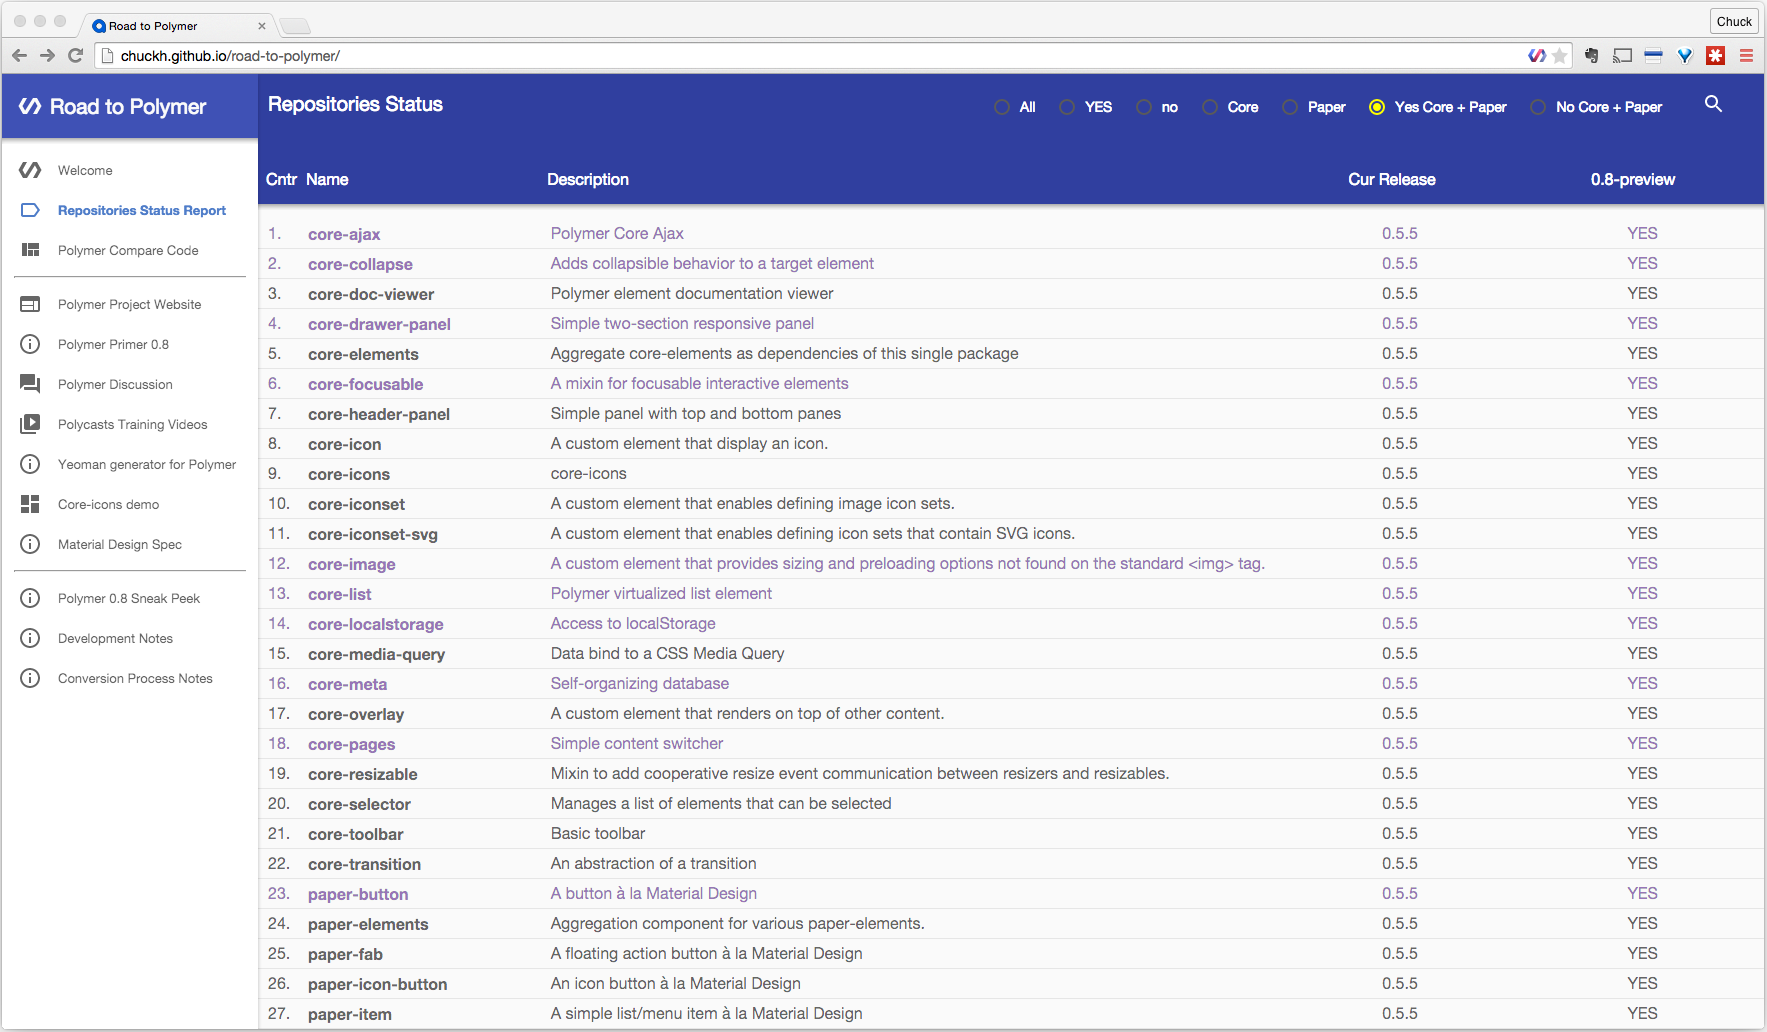 Road to Polymer
Chuck
chuckh.github.io/road-to-polymer/
Road to Polymer
Repositories Status
All YES no Core Paper Yes Core + Paper No Core + Paper
Cntr Name Description Cur Release 0.8-preview
Welcome
Repositories Status Report
Polymer Compare Code
Polymer Project Website
Polymer Primer 0.8
Polymer Discussion
Polycasts Training Videos
Yeoman generator for Polymer
Core-icons demo
Material Design Spec
Polymer 0.8 Sneak Peek
Development Notes
Conversion Process Notes
1. core-ajax Polymer Core Ajax 0.5.5 YES
2. core-collapse Adds collapsible behavior to a target element 0.5.5 YES
3. core-doc-viewer Polymer element documentation viewer 0.5.5 YES
4. core-drawer-panel Simple two-section responsive panel 0.5.5 YES
5. core-elements Aggregate core-elements as dependencies of this single package 0.5.5 YES
6. core-focusable A mixin for focusable interactive elements 0.5.5 YES
7. core-header-panel Simple panel with top and bottom panes 0.5.5 YES
8. core-icon A custom element that display an icon. 0.5.5 YES
9. core-icons core-icons 0.5.5 YES
10. core-iconset A custom element that enables defining image icon sets. 0.5.5 YES
11. core-iconset-svg A custom element that enables defining icon sets that contain SVG icons. 0.5.5 YES
12. core-image A custom element that provides sizing and preloading options not found on the standard <img> tag. 0.5.5 YES
13. core-list Polymer virtualized list element 0.5.5 YES
14. core-localstorage Access to localStorage 0.5.5 YES
15. core-media-query Data bind to a CSS Media Query 0.5.5 YES
16. core-meta Self-organizing database 0.5.5 YES
17. core-overlay A custom element that renders on top of other content. 0.5.5 YES
18. core-pages Simple content switcher 0.5.5 YES
19. core-resizable Mixin to add cooperative resize event communication between resizers and resizables. 0.5.5 YES
20. core-selector Manages a list of elements that can be selected 0.5.5 YES
21. core-toolbar Basic toolbar 0.5.5 YES
22. core-transition An abstraction of a transition 0.5.5 YES
23. paper-button A button à la Material Design 0.5.5 YES
24. paper-elements Aggregation component for various paper-elements. 0.5.5 YES
25. paper-fab A floating action button à la Material Design 0.5.5 YES
26. paper-icon-button An icon button à la Material Design 0.5.5 YES
27. paper-item A simple list/menu item à la Material Design 0.5.5 YES